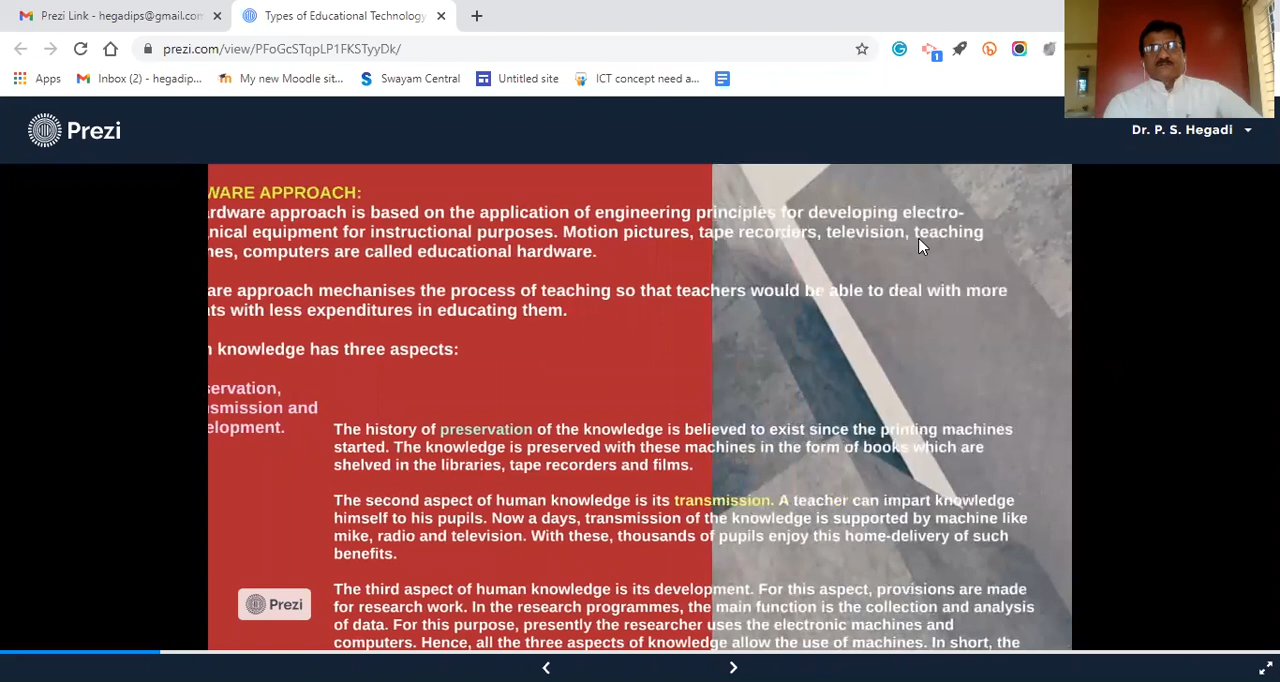 Prezi Link - hegadips@gmail.com
Types of Educational Technology
prezi.com/view/PFoGcSTqpLP1FKSTyyDk/
1
Apps
Inbox (2) - hegadip...
My new Moodle sit...
Swayam Central
Untitled site
ICT concept need a...
Prezi
Dr. P. S. Hegadi
WARE APPROACH:
ardware approach is based on the application of engineering principles for developing electro-
anical equipment for instructional purposes. Motion pictures, tape recorders, television, teaching
nes, computers are called educational hardware.
are approach mechanises the process of teaching so that teachers would be able to deal with more
ts with less expenditures in educating them.
n knowledge has three aspects:
servation,
nsmission and
elopment.
The history of preservation of the knowledge is believed to exist since the printing machines
started. The knowledge is preserved with these machines in the form of books which are
shelved in the libraries, tape recorders and films.
The second aspect of human knowledge is its transmission. A teacher can impart knowledge
himself to his pupils. Now a days, transmission of the knowledge is supported by machine like
mike, radio and television. With these, thousands of pupils enjoy this home-delivery of such
benefits.
The third aspect of human knowledge is its development. For this aspect, provisions are made
for research work. In the research programmes, the main function is the collection and analysis
of data. For this purpose, presently the researcher uses the electronic machines and
computers. Hence, all the three aspects of knowledge allow the use of machines. In short, the
Prezi